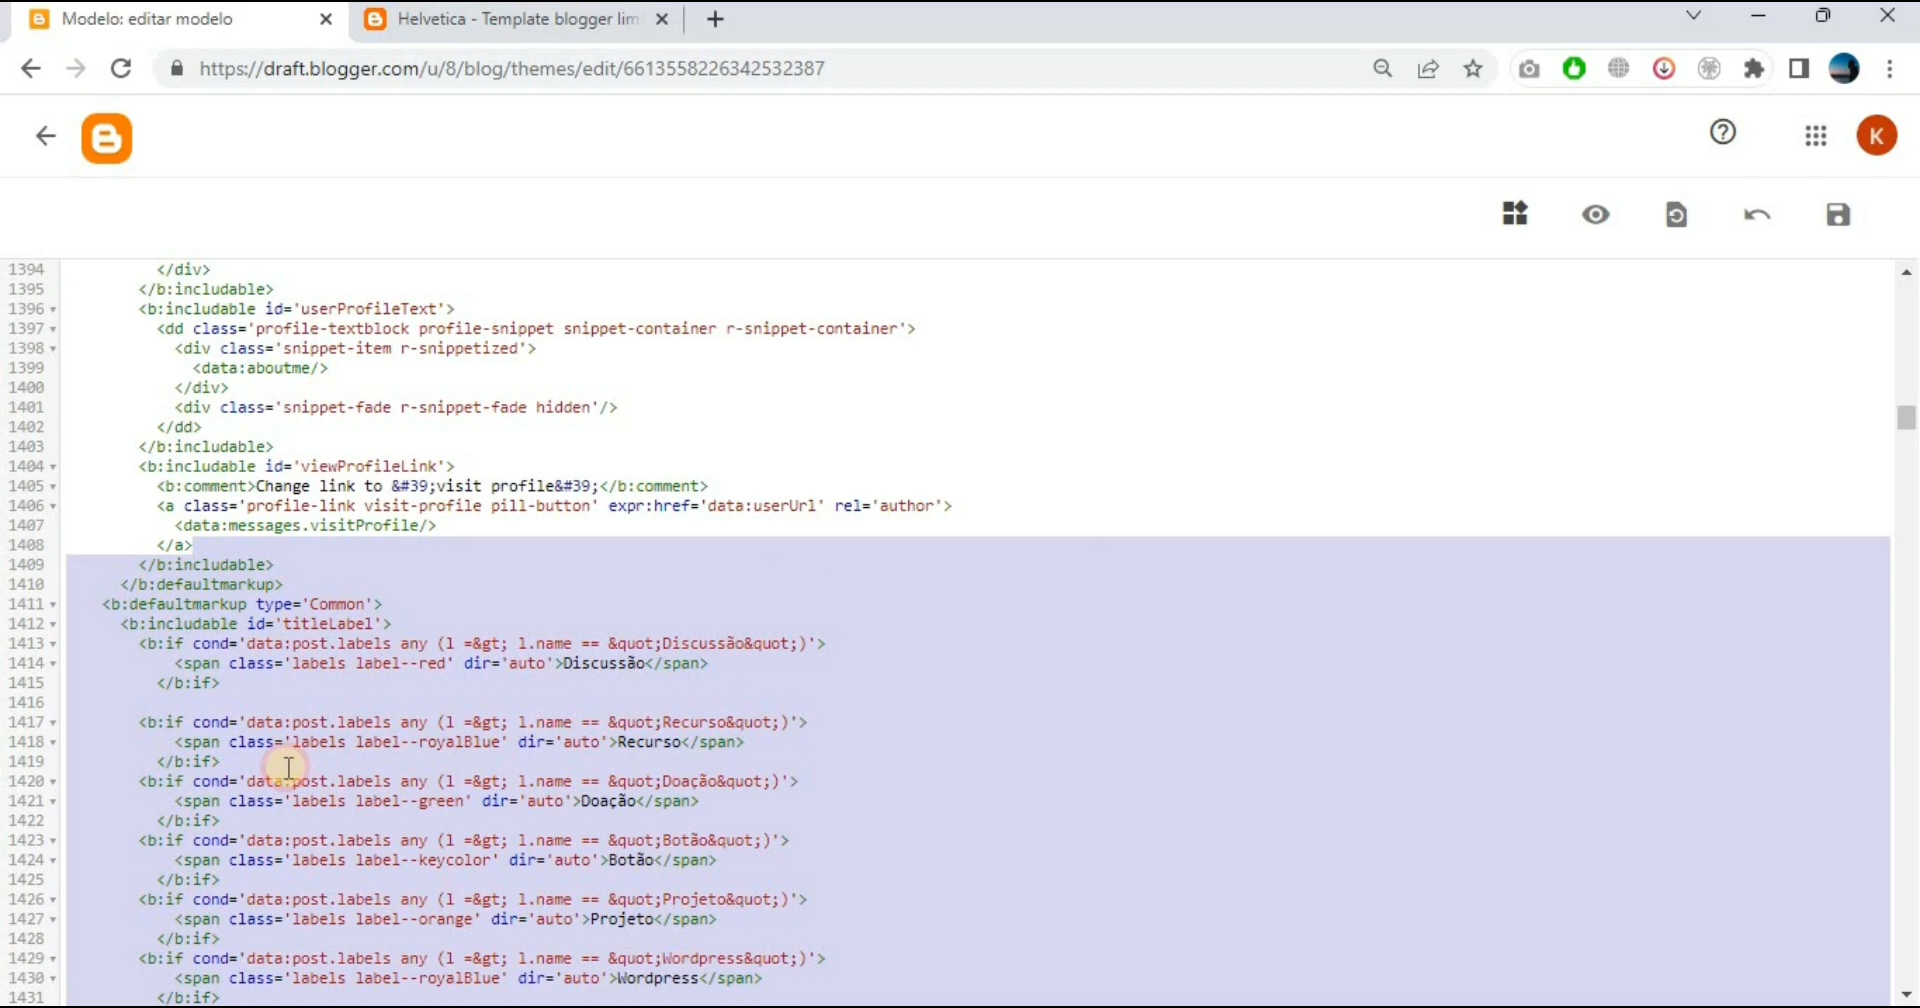 Modelo: editar modelo
Helvetica - Template blogger lim
https://draft.blogger.com/u/8/blog/themes/edit/6613558226342532387
K
1394 </div>
1395 </b:includable>
1396 <b:includable id='userProfileText'>
1397 <dd class='profile-textblock profile-snippet snippet-container r-snippet-container'>
1398 <div class='snippet-item r-snippetized'>
1399 <data:aboutme/>
1400 </div>
1401 <div class='snippet-fade r-snippet-fade hidden'/>
1402 </dd>
1403 </b:includable>
1404 <b:includable id='viewProfileLink'>
1405 <b:comment>Change link to &#39;visit profile&#39;</b:comment>
1406 <a class='profile-link visit-profile pill-button' expr:href='data:userUrl' rel='author'>
1407 <data:messages.visitProfile/>
1408 </a>
1409 </b:includable>
1410 </b:defaultmarkup>
1411 <b:defaultmarkup type='Common'>
1412 <b:includable id='titleLabel'>
1413 <b:if cond='data:post.labels any (l =&gt; l.name == &quot;Discussão&quot;)'>
1414 <span class='labels label--red' dir='auto'>Discussão</span>
1415 </b:if>
1416
1417 <b:if cond='data:post.labels any (l =&gt; l.name == &quot;Recurso&quot;)'>
1418 <span class='labels label--royalBlue' dir='auto'>Recurso</span>
1419 </b:if>
1420 <b:if cond='data:post.labels any (l =&gt; l.name == &quot;Doação&quot;)'>
1421 <span class='labels label--green' dir='auto'>Doação</span>
1422 </b:if>
1423 <b:if cond='data:post.labels any (l =&gt; l.name == &quot;Botão&quot;)'>
1424 <span class='labels label--keycolor' dir='auto'>Botão</span>
1425 </b:if>
1426 <b:if cond='data:post.labels any (l =&gt; l.name == &quot;Projeto&quot;)'>
1427 <span class='labels label--orange' dir='auto'>Projeto</span>
1428 </b:if>
1429 <b:if cond='data:post.labels any (l =&gt; l.name == &quot;Wordpress&quot;)'>
1430 <span class='labels label--royalBlue' dir='auto'>Wordpress</span>
1431 </b:if>